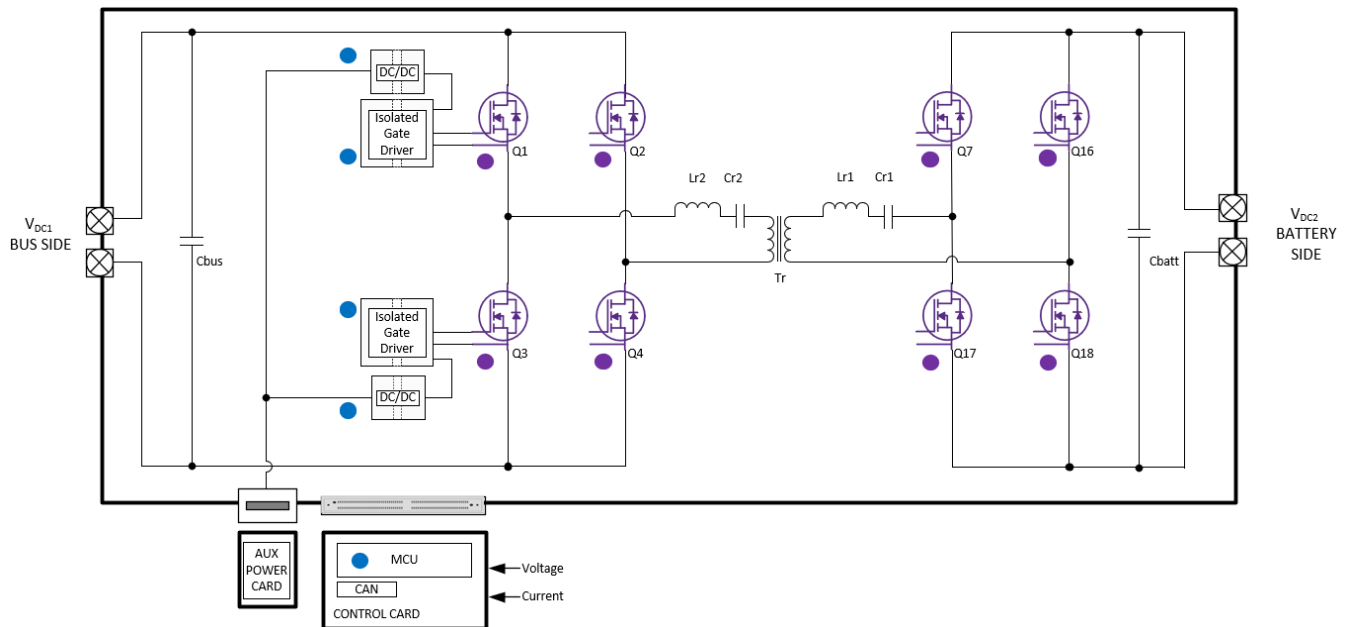 DC/DC
Isolated
Gate
Driver
Q1
Q2
Q7
Q16
Lr2
Cr2
Lr1
Cr1
VDC1
BUS SIDE
VDC2
BATTERY
SIDE
Cbus
Tr
Cbatt
Isolated
Gate
Driver
Q3
Q4
Q17
Q18
DC/DC
AUX
POWER
CARD
MCU
CAN
CONTROL CARD
Voltage
Current